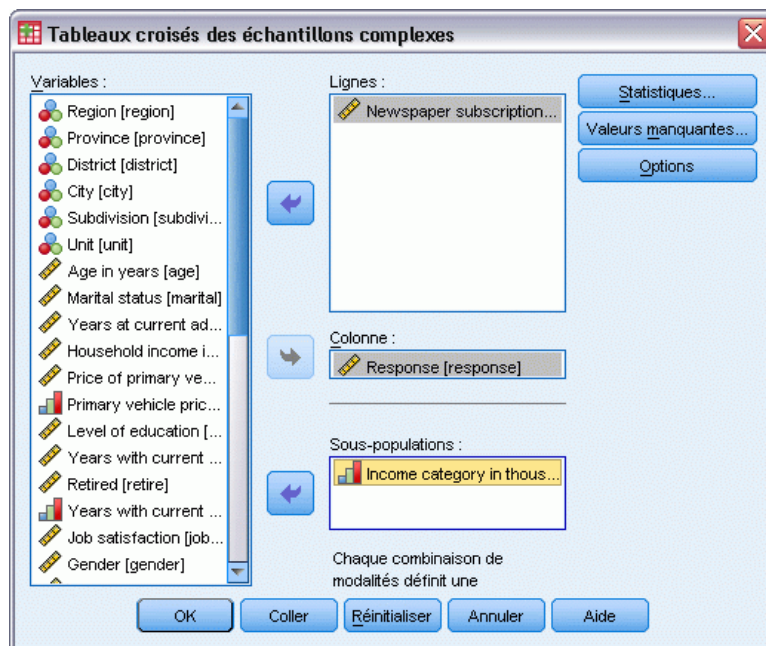 Tableaux croisés des échantillons complexes
Variables :
Region [region]
Province [province]
District [district]
City [city]
Subdivision [subdivi...
Unit [unit]
Age in years [age]
Marital status [marital]
Years at current ad...
Household income i...
Price of primary ve...
Primary vehicle pric...
Level of education [...
Years with current ...
Retired [retire]
Years with current ...
Job satisfaction [job...
Gender [gender]
Lignes :
Newspaper subscription...
Colonne :
Response [response]
Sous-populations :
Income category in thous...
Chaque combinaison de
modalités définit une
Statistiques...
Valeurs manquantes...
Options
OK
Coller
Réinitialiser
Annuler
Aide